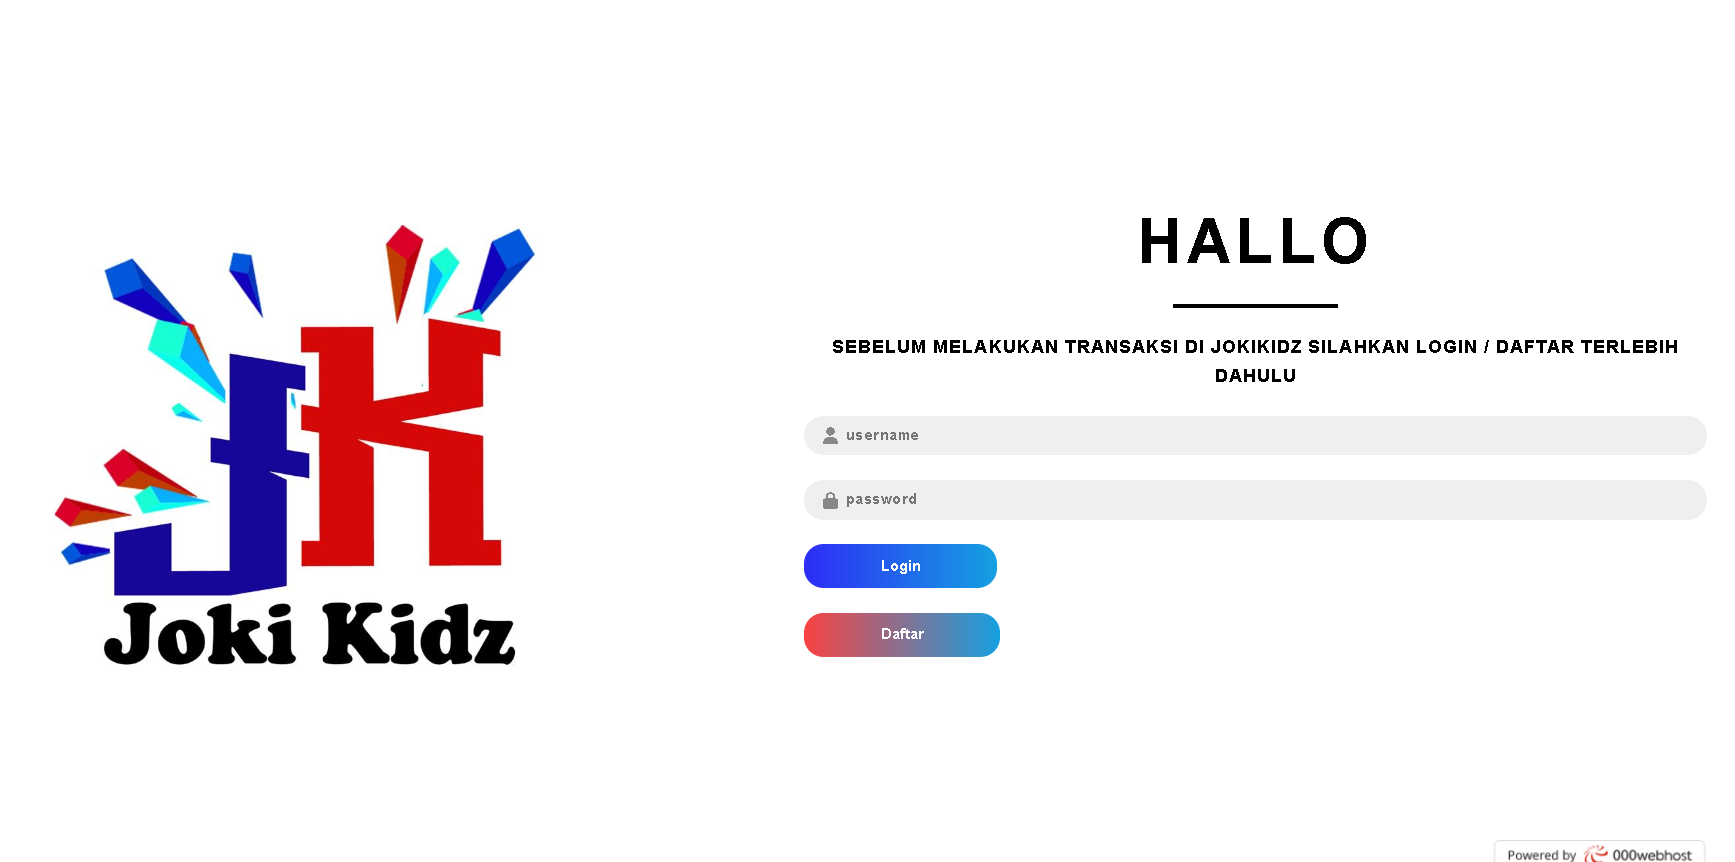 HALLO
SEBELUM MELAKUKAN TRANSAKSI DI JOKIKIDZ SILAHKAN LOGIN / DAFTAR TERLEBIH
DAHULU
username
password
Login
Daftar
JK
Joki Kidz
Powered by 000webhost